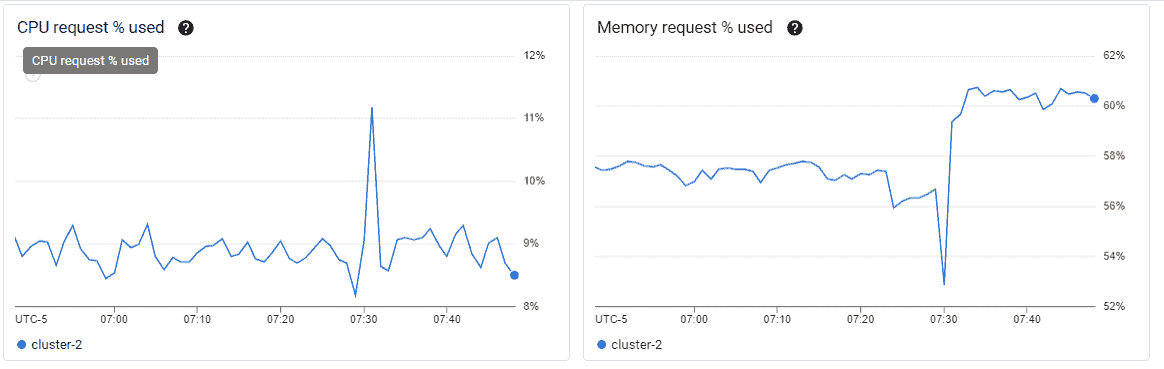 CPU request % used ?
CPU request % used
?
12%
11%
10%
9%
8%
UTC-5 07:00 07:10 07:20 07:30 07:40
cluster-2
Memory request % used ?
62%
60%
58%
56%
54%
52%
UTC-5 07:00 07:10 07:20 07:30 07:40
cluster-2